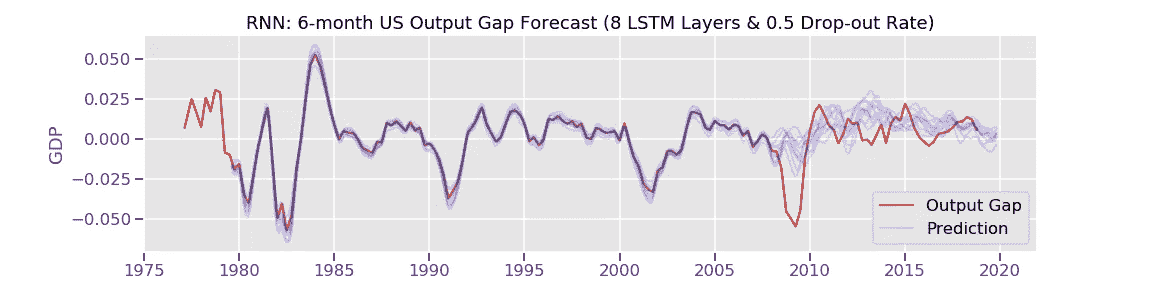 RNN: 6-month US Output Gap Forecast (8 LSTM Layers & 0.5 Drop-out Rate)
0.050
0.025
0.000
−0.025
−0.050
GDP
Output Gap
Prediction
1975 1980 1985 1990 1995 2000 2005 2010 2015 2020